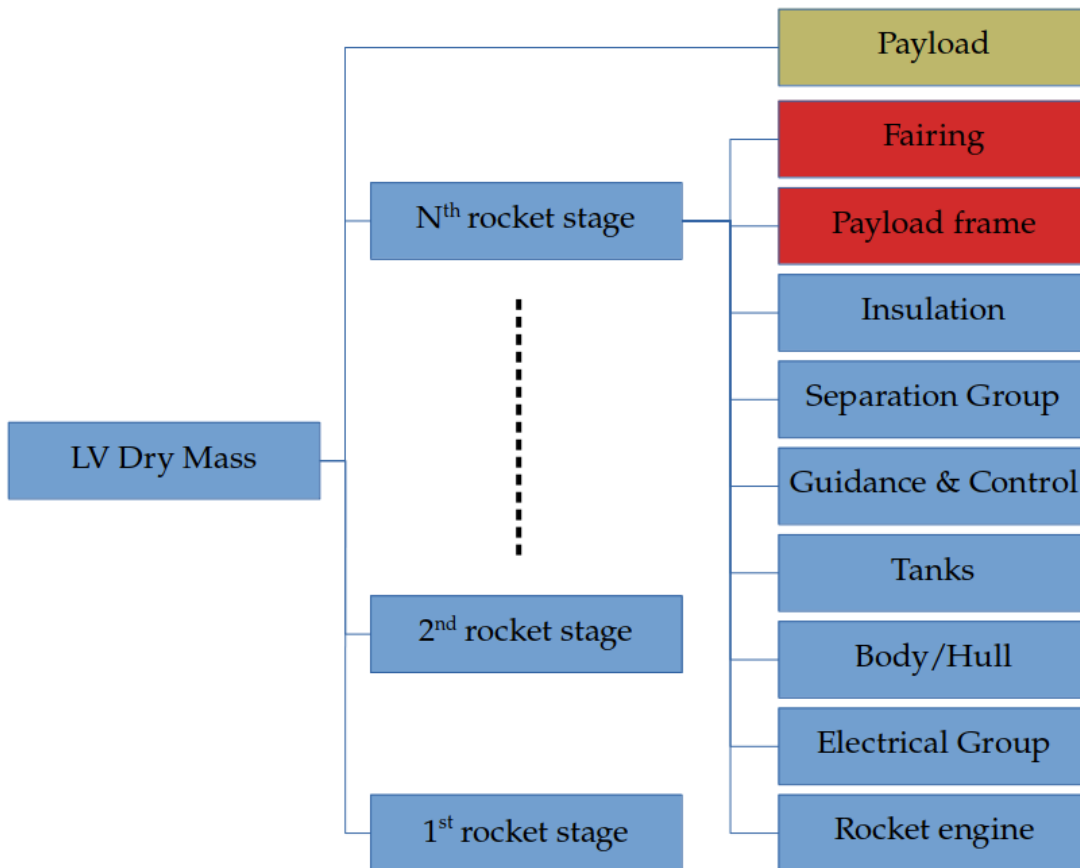 Payload
Fairing
Nth rocket stage
Payload frame
Insulation
Separation Group
LV Dry Mass
Guidance & Control
Tanks
2nd rocket stage
Body/Hull
Electrical Group
1st rocket stage
Rocket engine